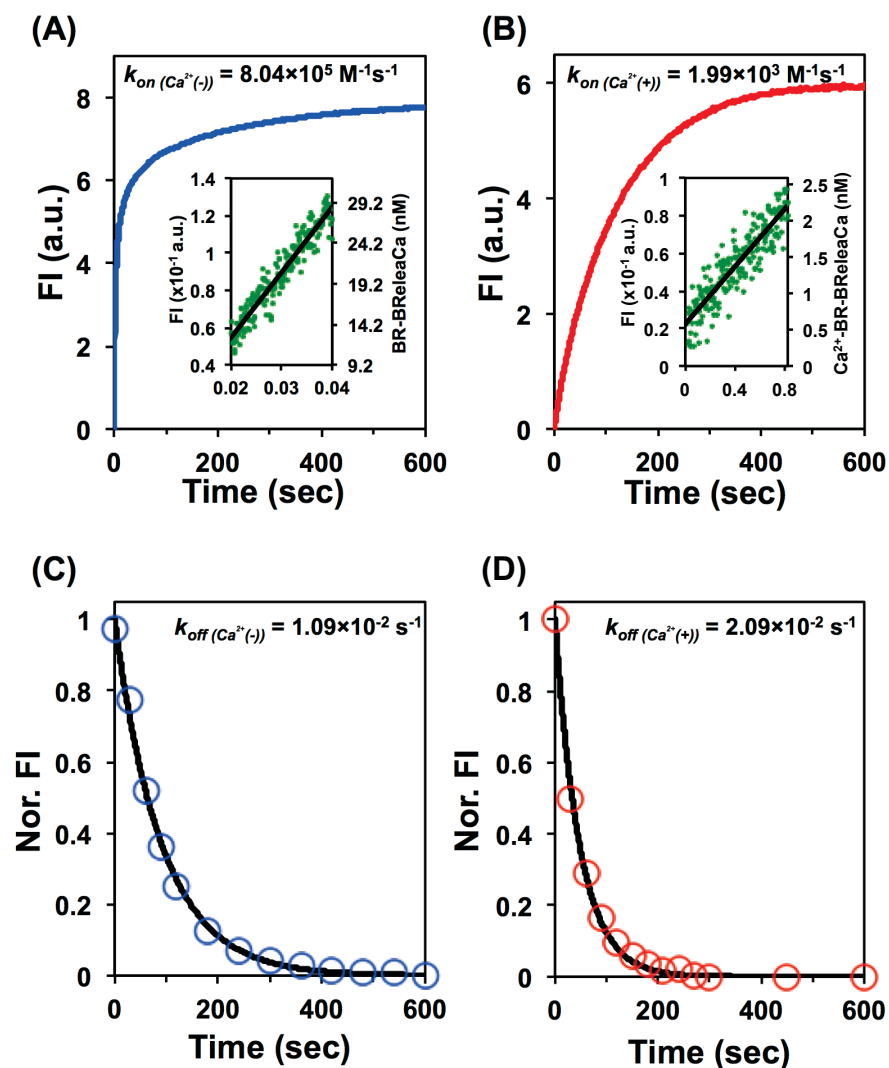 (A)
k on (Ca²⁺(-)) = 8.04×10⁵ M⁻¹s⁻¹
FI (a.u.)
8
6
4
2
0
0 200 400 600
Time (sec)
FI (x10⁻¹ a.u.)
1.4
1.2
1
0.8
0.6
0.4
0.02 0.03 0.04
29.2
24.2
19.2
14.2
9.2
BR-BReleaCa (nM)
(B)
k on (Ca²⁺(+)) = 1.99×10³ M⁻¹s⁻¹
FI (a.u.)
6
4
2
0
0 200 400 600
Time (sec)
FI (x10⁻¹ a.u.)
1
0.8
0.6
0.4
0.2
0
0 0.4 0.8
2.5
2
1.5
1
0.5
0
Ca²⁺-BR-BReleaCa (nM)
(C)
k off (Ca²⁺(-)) = 1.09×10⁻² s⁻¹
Nor. FI
1
0.8
0.6
0.4
0.2
0
0 200 400 600
Time (sec)
(D)
k off (Ca²⁺(+)) = 2.09×10⁻² s⁻¹
Nor. FI
1
0.8
0.6
0.4
0.2
0
0 200 400 600
Time (sec)